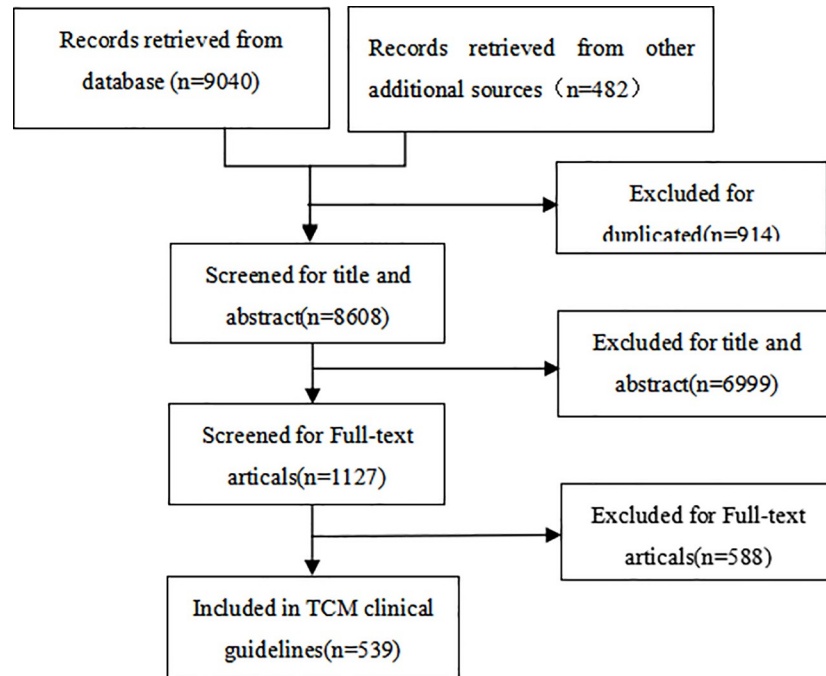 Records retrieved from
database (n=9040)
Records retrieved from other
additional sources（n=482）
Excluded for
duplicated(n=914)
Screened for title and
abstract(n=8608)
Excluded for title and
abstract(n=6999)
Screened for Full-text
articals(n=1127)
Excluded for Full-text
articals(n=588)
Included in TCM clinical
guidelines(n=539)